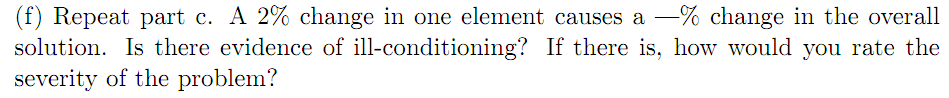 (f) Repeat part c. A 2% change in one element causes a —% change in the overall
solution. Is there evidence of ill-conditioning? If there is, how would you rate the
severity of the problem?